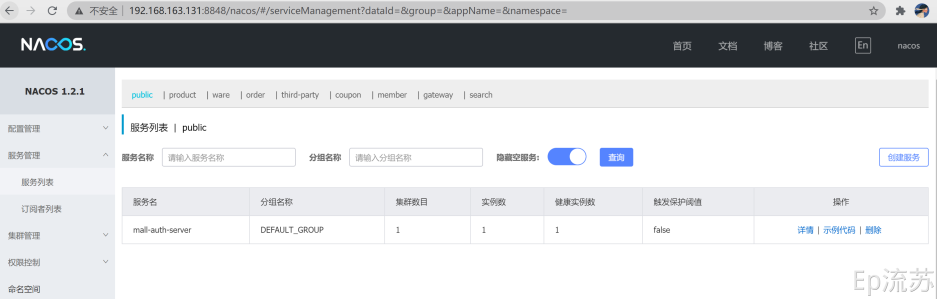 不安全 | 192.168.163.131:8848/nacos/#/serviceManagement?dataId=&group=&appName=&namespace=
NACOS.
首页 文档 博客 社区 En nacos
NACOS 1.2.1
public | product | ware | order | third-party | coupon | member | gateway | search
配置管理
服务列表 | public
服务管理
服务名称 请输入服务名称 分组名称 请输入分组名称 隐藏空服务: 查询 创建服务
服务列表
服务名 分组名称 集群数目 实例数 健康实例数 触发保护阈值 操作
订阅者列表
mall-auth-server DEFAULT_GROUP 1 1 1 false 详情 | 示例代码 | 删除
集群管理
权限控制
命名空间
Ep流苏